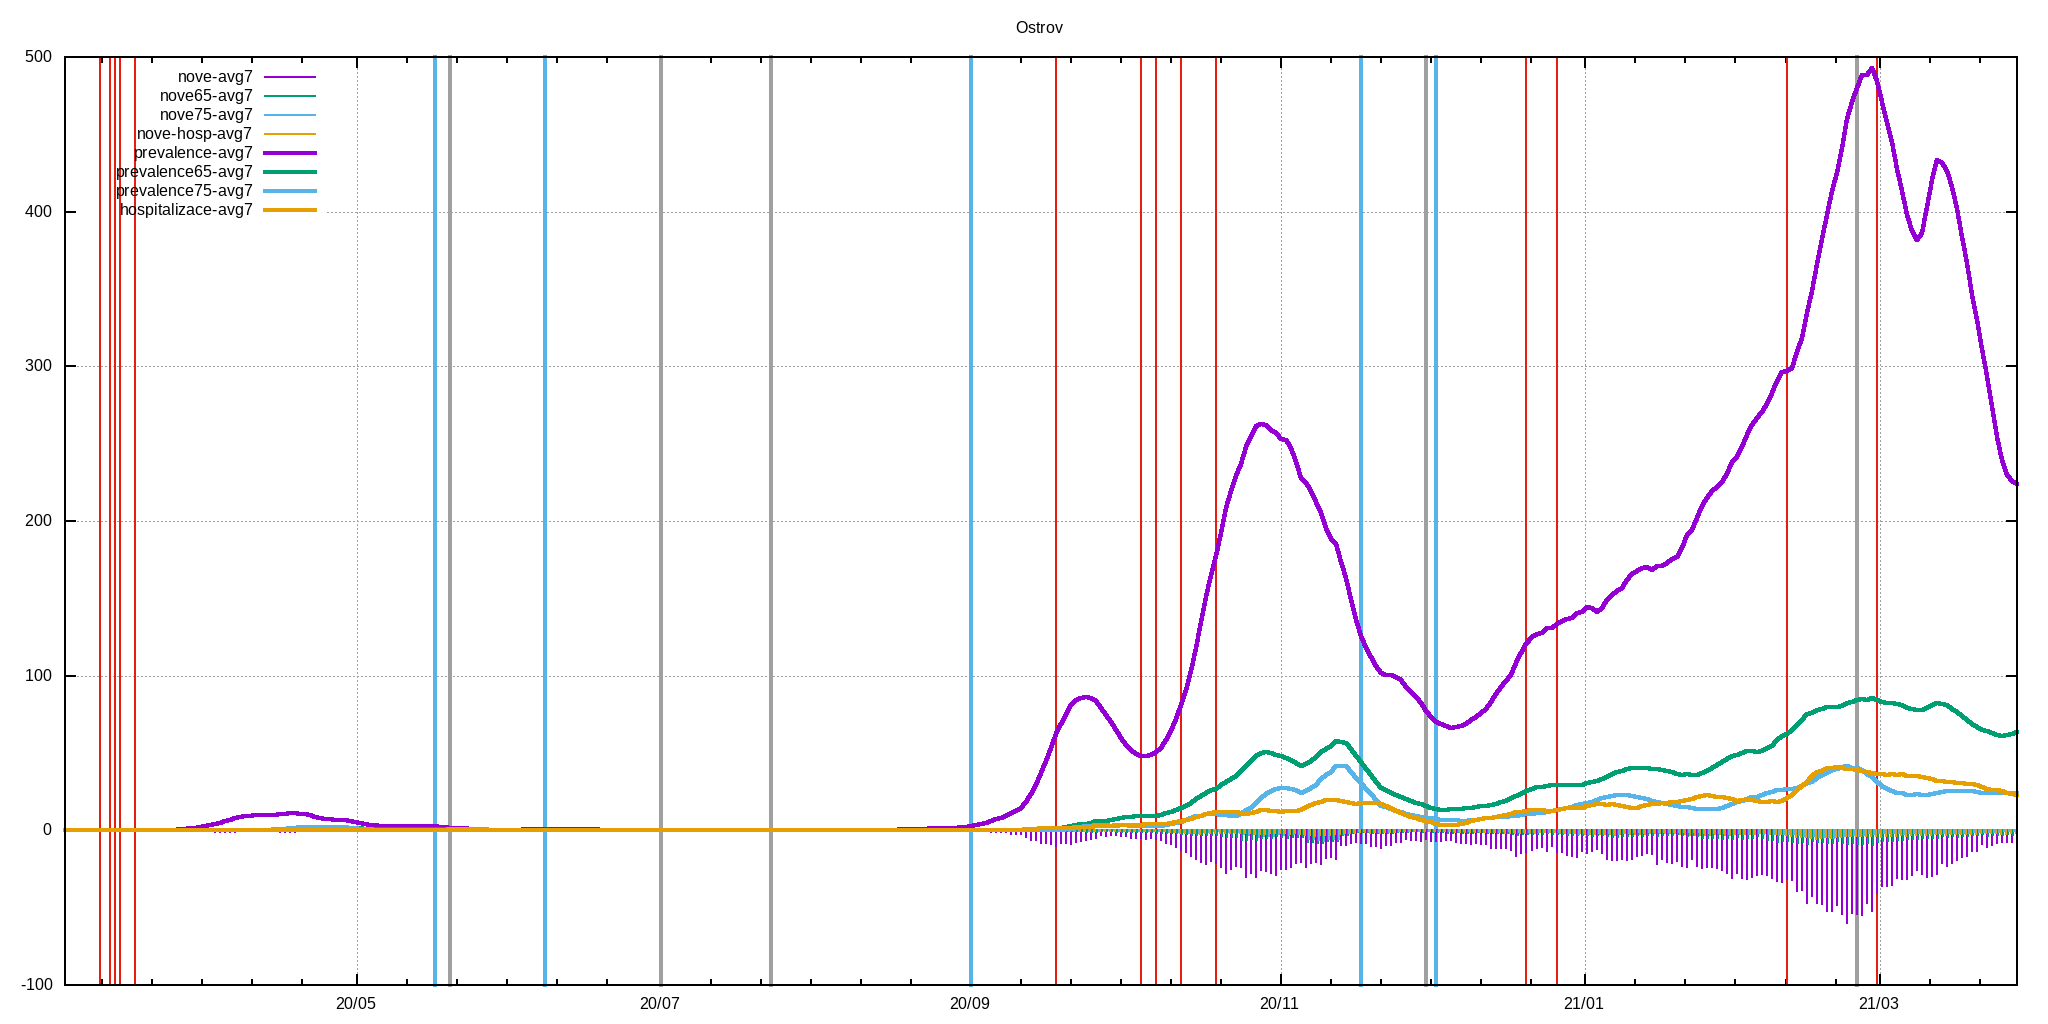 Ostrov
500
400
300
200
100
0
-100
nove-avg7
nove65-avg7
nove75-avg7
nove-hosp-avg7
prevalence-avg7
prevalence65-avg7
prevalence75-avg7
hospitalizace-avg7
20/05
20/07
20/09
20/11
21/01
21/03